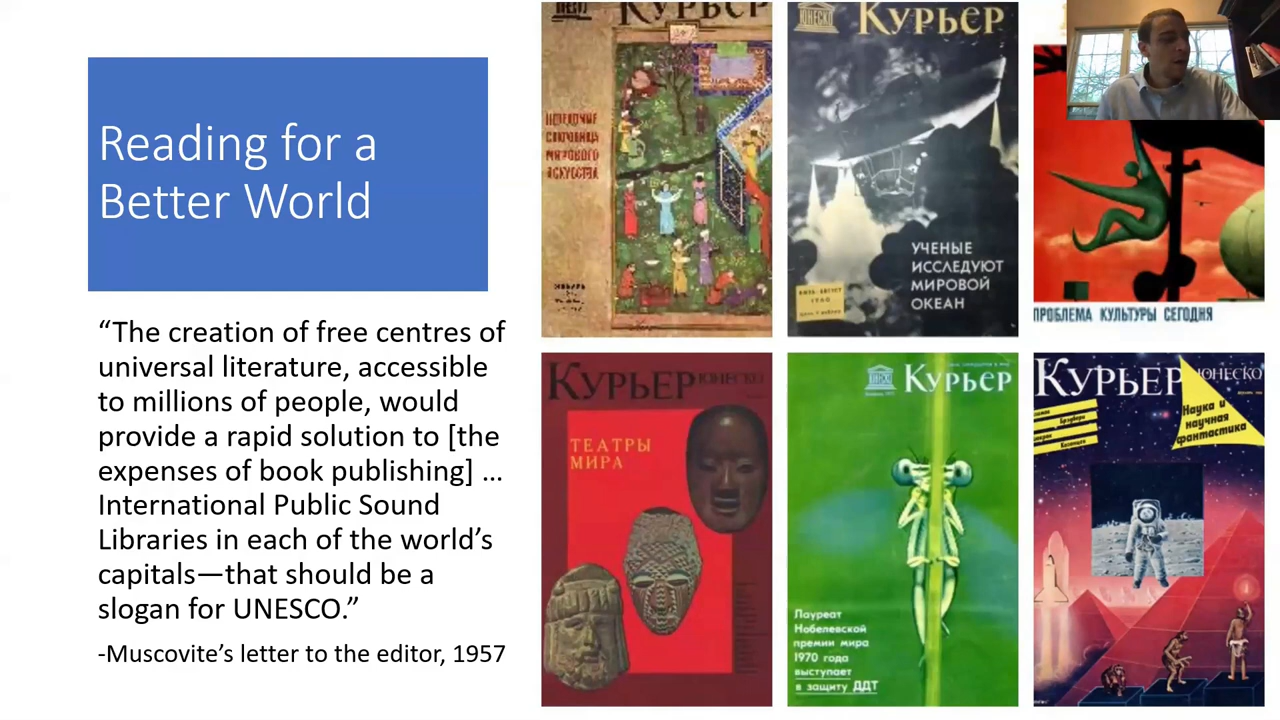 Reading for a
Better World
“The creation of free centres of
universal literature, accessible
to millions of people, would
provide a rapid solution to [the
expenses of book publishing] …
International Public Sound
Libraries in each of the world’s
capitals—that should be a
slogan for UNESCO.”
-Muscovite’s letter to the editor, 1957
Курьер
СОКРОВИЩА
МИРОВОГО
ИСКУССТВА
ЮНЕСКО
Курьер
УЧЕНЫЕ
ИССЛЕДУЮТ
МИРОВОЙ
ОКЕАН
ПРОБЛЕМА КУЛЬТУРЫ СЕГОДНЯ
Курьер ЮНЕСКО
ТЕАТРЫ
МИРА
Курьер
Лауреат
Нобелевской
премии мира
1970 года
выступает
в защиту ДДТ
Курьер ЮНЕСКО
Наука и
научная
фантастика